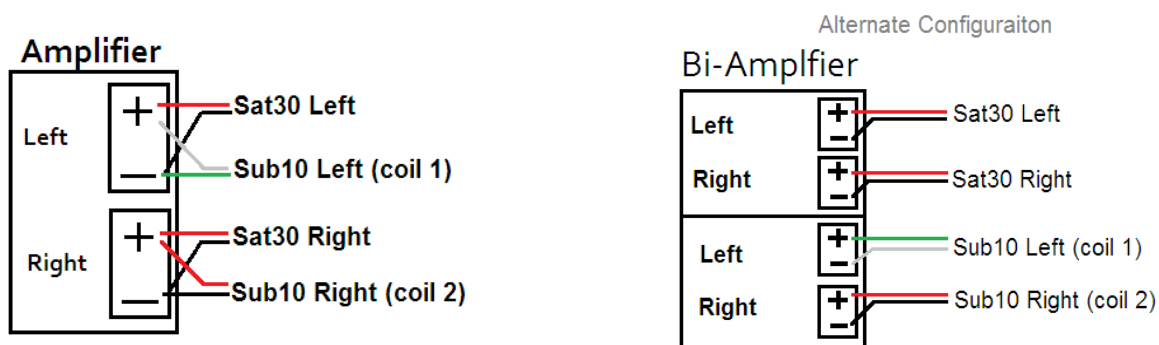 Amplifier
Left
+
−
Sat30 Left
Sub10 Left (coil 1)
Right
+
−
Sat30 Right
Sub10 Right (coil 2)
Alternate Configuraiton
Bi-Amplfier
Left
+
−
Sat30 Left
Right
+
−
Sat30 Right
Left
+
−
Sub10 Left (coil 1)
Right
+
−
Sub10 Right (coil 2)